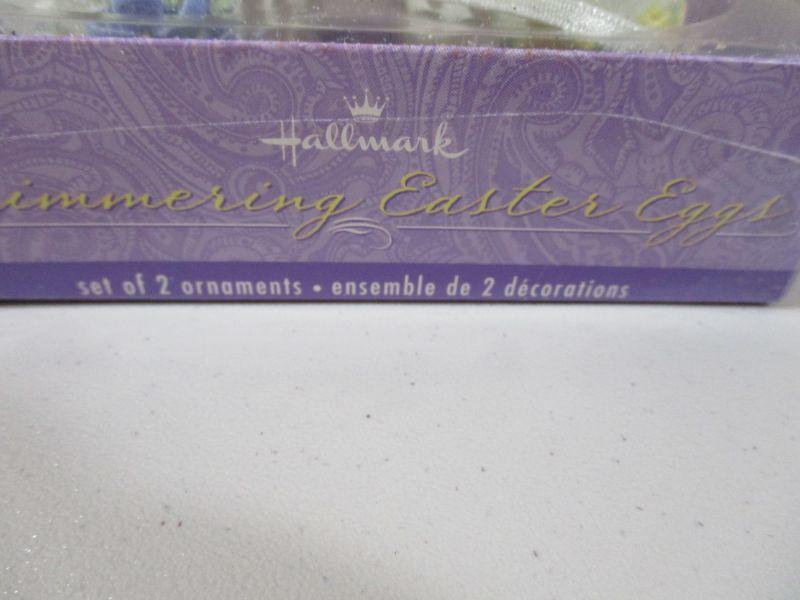 Hallmark
immering Easter Eggs
set of 2 ornaments • ensemble de 2 décorations